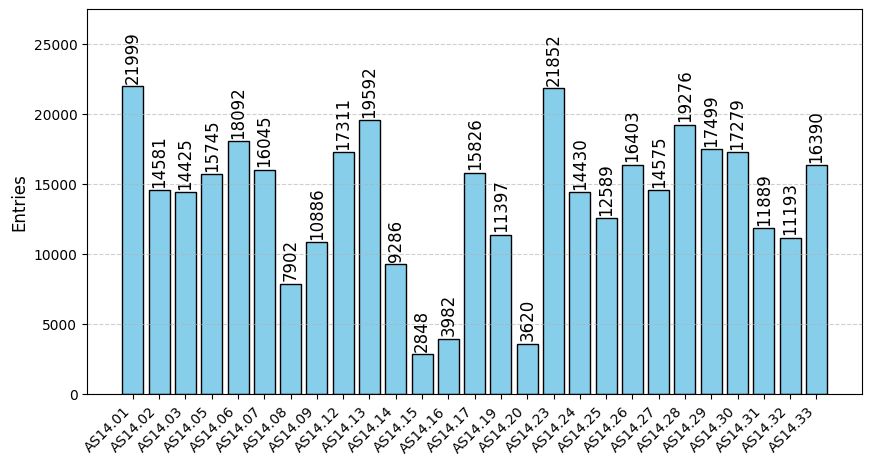 25000
20000
15000
10000
5000
0
Entries
21999
14581
14425
15745
18092
16045
7902
10886
17311
19592
9286
2848
3982
15826
11397
3620
21852
14430
12589
16403
14575
19276
17499
17279
11889
11193
16390
AS14.01
AS14.02
AS14.03
AS14.05
AS14.06
AS14.07
AS14.08
AS14.09
AS14.12
AS14.13
AS14.14
AS14.15
AS14.16
AS14.17
AS14.19
AS14.20
AS14.23
AS14.24
AS14.25
AS14.26
AS14.27
AS14.28
AS14.29
AS14.30
AS14.31
AS14.32
AS14.33